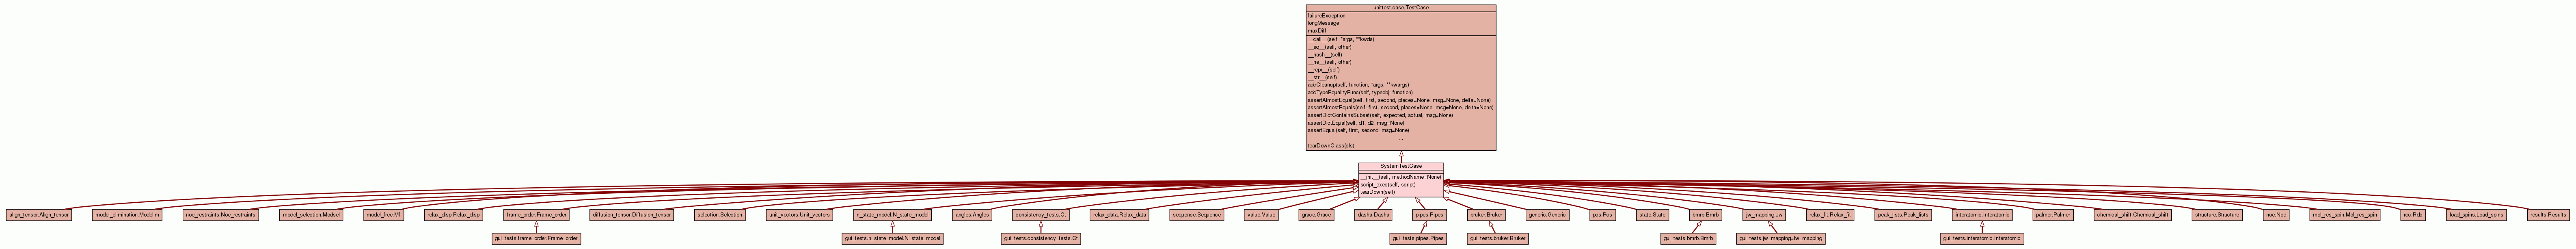 unittest.case.TestCase
failureException
longMessage
maxDiff
__call__(self, *args, **kwds)
__eq__(self, other)
__hash__(self)
__ne__(self, other)
__repr__(self)
__str__(self)
addCleanup(self, function, *args, **kwargs)
addTypeEqualityFunc(self, typeobj, function)
assertAlmostEqual(self, first, second, places=None, msg=None, delta=None)
assertAlmostEquals(self, first, second, places=None, msg=None, delta=None)
assertDictContainsSubset(self, expected, actual, msg=None)
assertDictEqual(self, d1, d2, msg=None)
assertEqual(self, first, second, msg=None)
...
tearDownClass(cls)
SystemTestCase
__init__(self, methodName=None)
script_exec(self, script)
tearDown(self)
align_tensor.Align_tensor
model_elimination.Modelim
noe_restraints.Noe_restraints
model_selection.Modsel
model_free.Mf
relax_disp.Relax_disp
frame_order.Frame_order
diffusion_tensor.Diffusion_tensor
selection.Selection
unit_vectors.Unit_vectors
n_state_model.N_state_model
angles.Angles
consistency_tests.Ct
relax_data.Relax_data
sequence.Sequence
value.Value
grace.Grace
dasha.Dasha
pipes.Pipes
bruker.Bruker
generic.Generic
pcs.Pcs
state.State
bmrb.Bmrb
jw_mapping.Jw
relax_fit.Relax_fit
peak_lists.Peak_lists
interatomic.Interatomic
palmer.Palmer
chemical_shift.Chemical_shift
structure.Structure
noe.Noe
mol_res_spin.Mol_res_spin
rdc.Rdc
load_spins.Load_spins
results.Results
gui_tests.frame_order.Frame_order
gui_tests.n_state_model.N_state_model
gui_tests.consistency_tests.Ct
gui_tests.pipes.Pipes
gui_tests.bruker.Bruker
gui_tests.bmrb.Bmrb
gui_tests.jw_mapping.Jw_mapping
gui_tests.interatomic.Interatomic